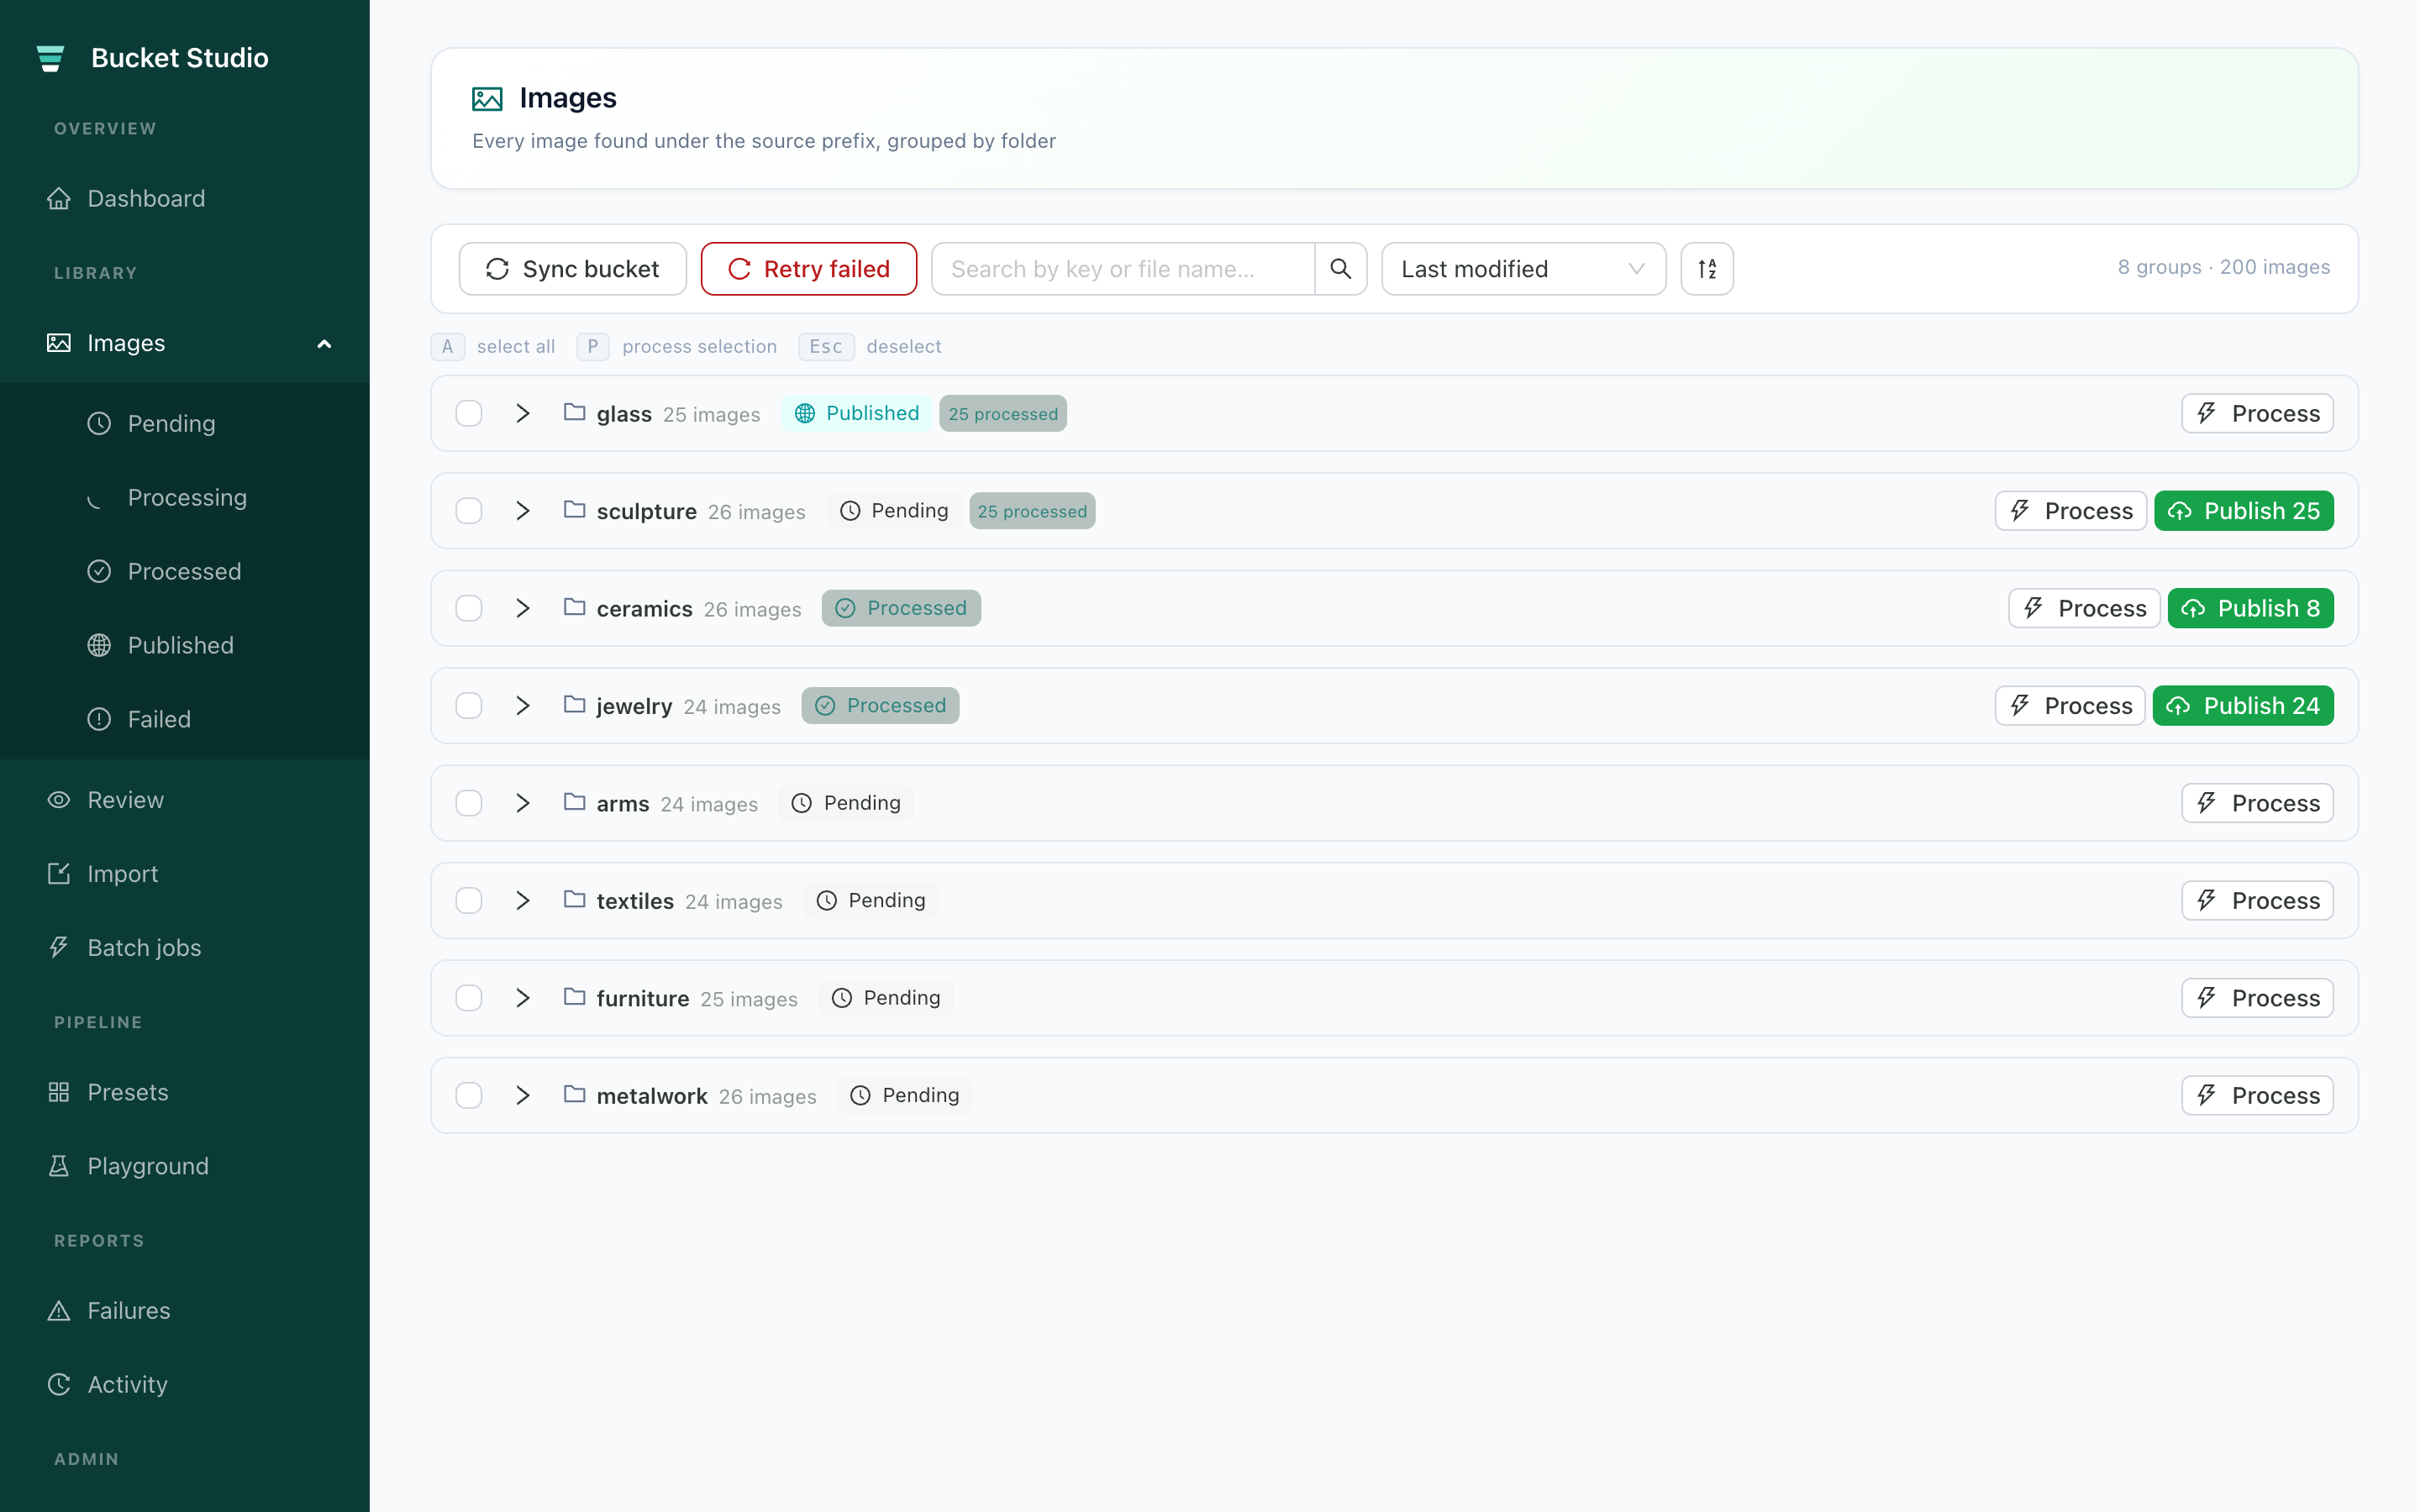 Bucket Studio
OVERVIEW
Dashboard
LIBRARY
Images
Pending
Processing
Processed
Published
Failed
Review
Import
Batch jobs
PIPELINE
Presets
Playground
REPORTS
Failures
Activity
ADMIN
Images
Every image found under the source prefix, grouped by folder
Sync bucket Retry failed Search by key or file name... Last modified 8 groups · 200 images
A select all P process selection Esc deselect
glass 25 images Published 25 processed Process
sculpture 26 images Pending 25 processed Process Publish 25
ceramics 26 images Processed Process Publish 8
jewelry 24 images Processed Process Publish 24
arms 24 images Pending Process
textiles 24 images Pending Process
furniture 25 images Pending Process
metalwork 26 images Pending Process